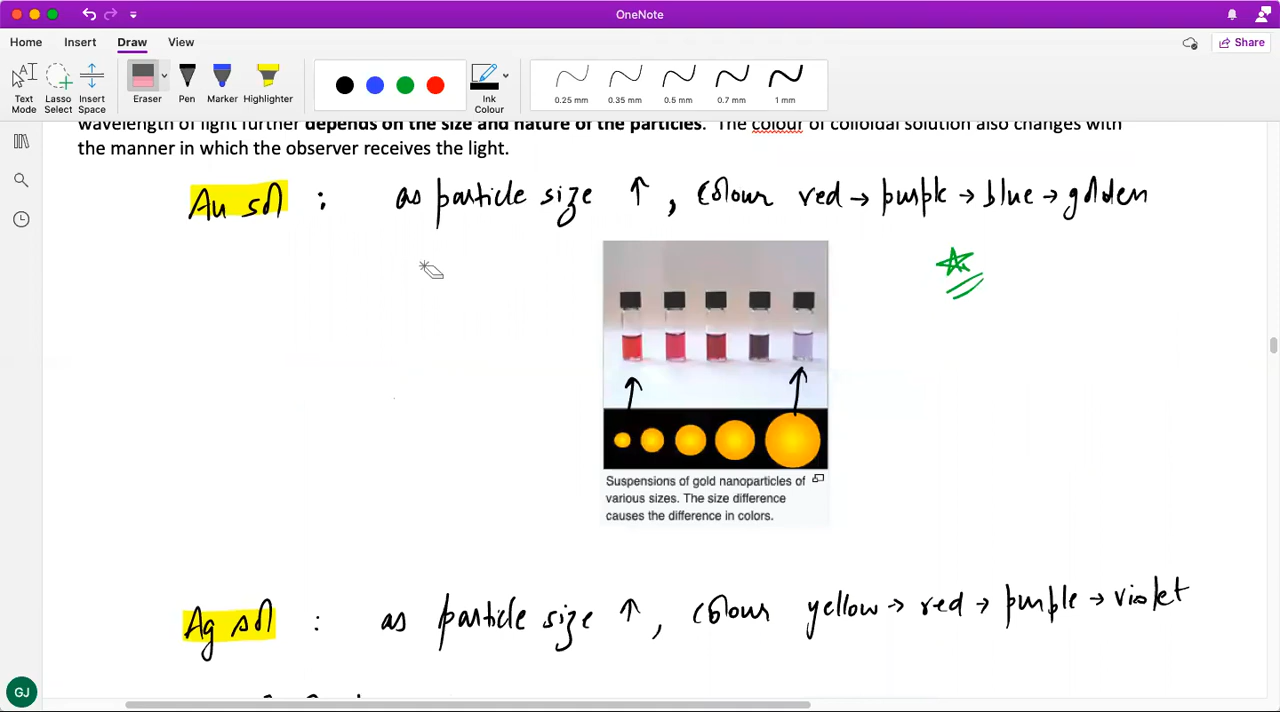 OneNote
Home Insert Draw View
Share
Text Mode
Lasso Select
Insert Space
Eraser
Pen
Marker
Highlighter
Ink Colour
0.25 mm 0.35 mm 0.5 mm 0.7 mm 1 mm
wavelength of light further depends on the size and nature of the particles. The colour of colloidal solution also changes with
the manner in which the observer receives the light.
Au sol : as particle size ↑, colour red → purple → blue → golden
Suspensions of gold nanoparticles of
various sizes. The size difference
causes the difference in colors.
Ag sol : as particle size ↑, colour yellow → red → purple → violet
GJ